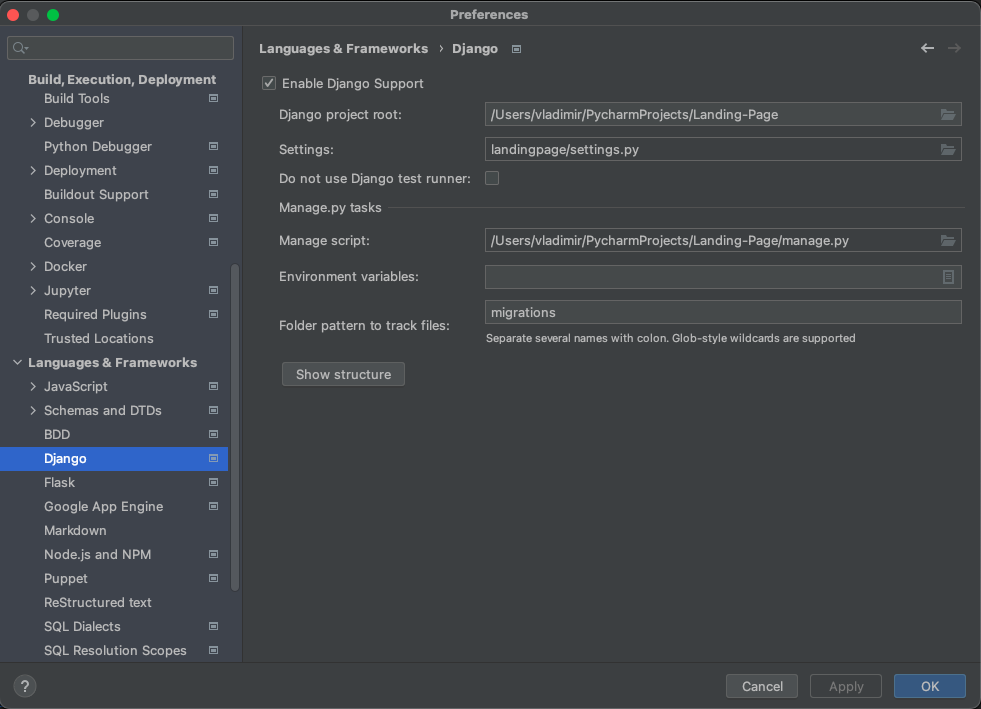 Preferences
Build, Execution, Deployment
Build Tools
Debugger
Python Debugger
Deployment
Buildout Support
Console
Coverage
Docker
Jupyter
Required Plugins
Trusted Locations
Languages & Frameworks
JavaScript
Schemas and DTDs
BDD
Django
Flask
Google App Engine
Markdown
Node.js and NPM
Puppet
ReStructured text
SQL Dialects
SQL Resolution Scopes
Languages & Frameworks › Django
Enable Django Support
Django project root: /Users/vladimir/PycharmProjects/Landing-Page
Settings: landingpage/settings.py
Do not use Django test runner:
Manage.py tasks
Manage script: /Users/vladimir/PycharmProjects/Landing-Page/manage.py
Environment variables:
Folder pattern to track files: migrations
Separate several names with colon. Glob-style wildcards are supported
Show structure
? Cancel Apply OK